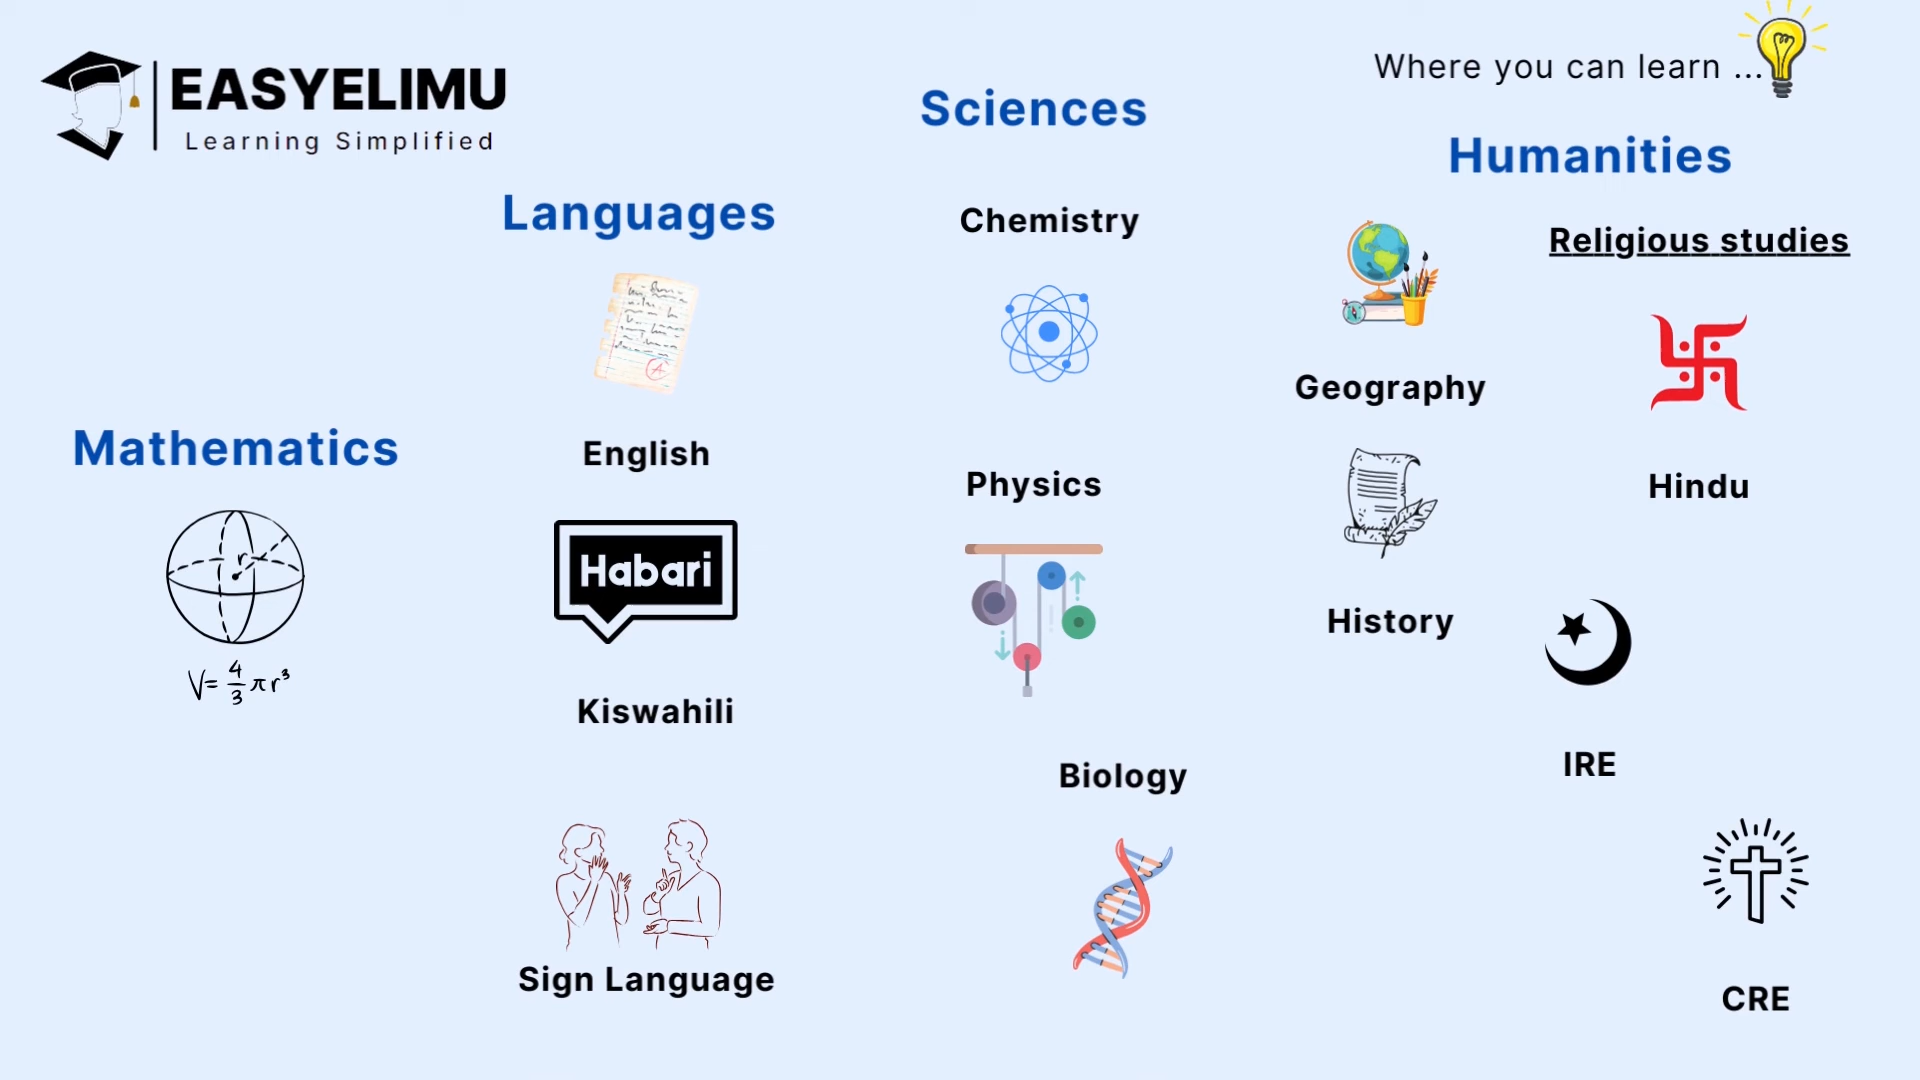 EASYELIMU
Learning Simplified
Where you can learn ...
Mathematics
r
V= 4/3 πr³
Languages
A
English
Habari
Kiswahili
Sign Language
Sciences
Chemistry
Physics
Biology
Humanities
Geography
History
Religious studies
Hindu
IRE
CRE